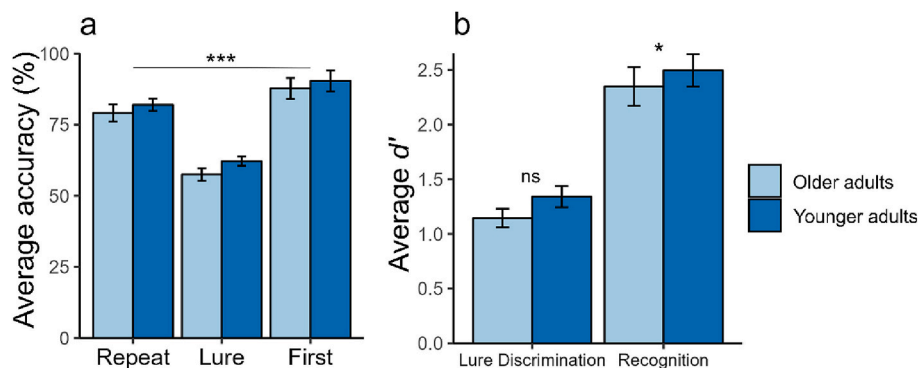 a
Average accuracy (%)
100
75
50
25
0
***
Repeat Lure First
b
Average d'
2.5
2.0
1.5
1.0
0.5
0.0
ns
*
Lure Discrimination Recognition
Older adults
Younger adults